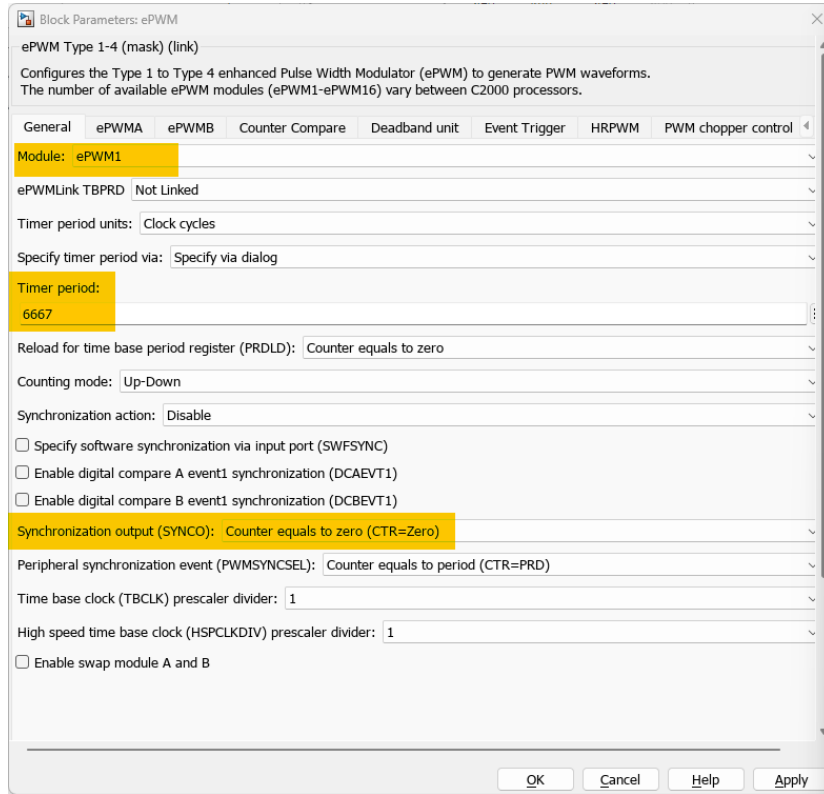 Block Parameters: ePWM
ePWM Type 1-4 (mask) (link)
Configures the Type 1 to Type 4 enhanced Pulse Width Modulator (ePWM) to generate PWM waveforms.
The number of available ePWM modules (ePWM1-ePWM16) vary between C2000 processors.
General ePWMA ePWMB Counter Compare Deadband unit Event Trigger HRPWM PWM chopper control
Module: ePWM1
ePWMLink TBPRD Not Linked
Timer period units: Clock cycles
Specify timer period via: Specify via dialog
Timer period:
6667
Reload for time base period register (PRDLD): Counter equals to zero
Counting mode: Up-Down
Synchronization action: Disable
Specify software synchronization via input port (SWFSYNC)
Enable digital compare A event1 synchronization (DCAEVT1)
Enable digital compare B event1 synchronization (DCBEVT1)
Synchronization output (SYNCO): Counter equals to zero (CTR=Zero)
Peripheral synchronization event (PWMSYNCSEL): Counter equals to period (CTR=PRD)
Time base clock (TBCLK) prescaler divider: 1
High speed time base clock (HSPCLKDIV) prescaler divider: 1
Enable swap module A and B
OK Cancel Help Apply